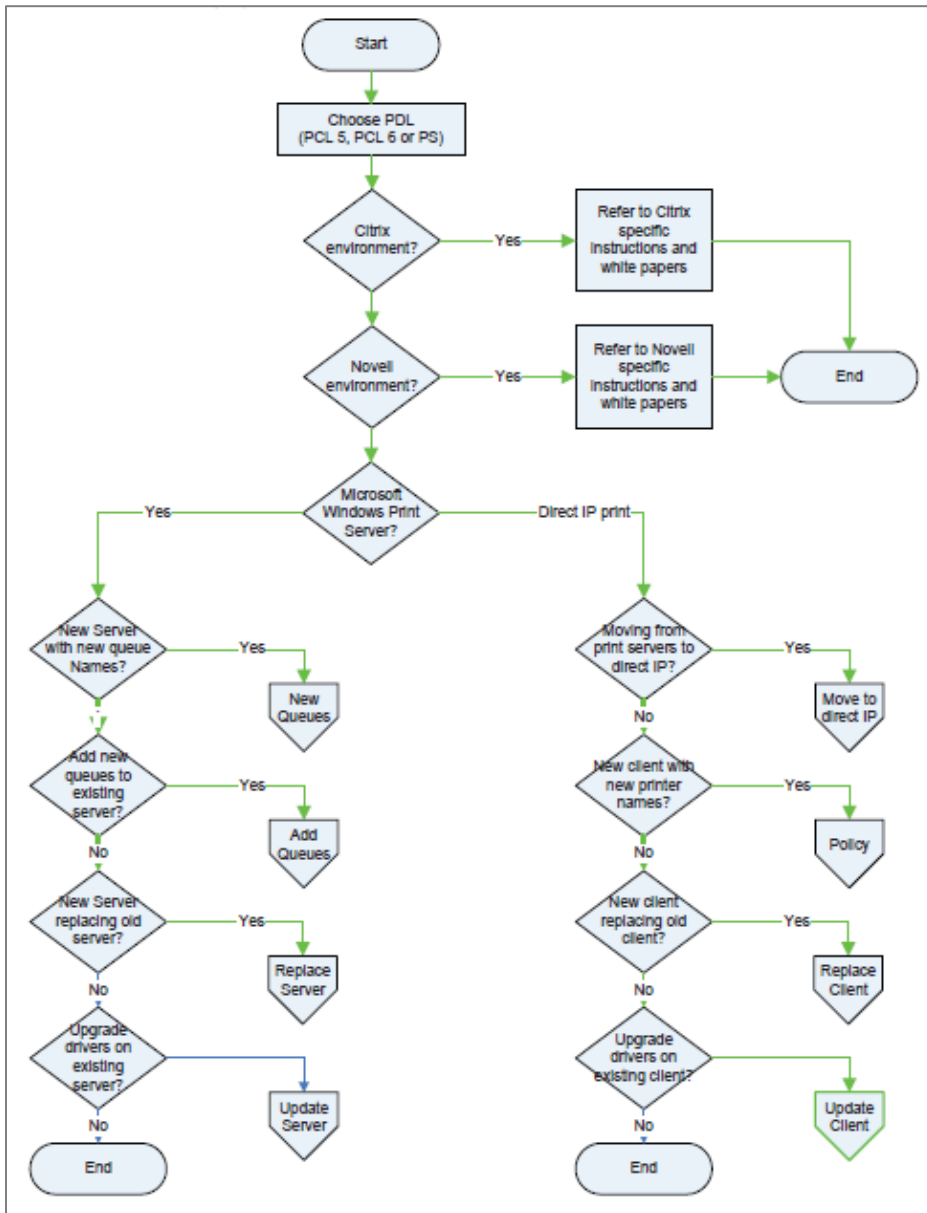 Start
Choose PDL
(PCL 5, PCL 6 or PS)
Citrix
environment?
Yes
Refer to Citrix
specific
instructions and
white papers
Novell
environment?
Yes
Refer to Novell
specific
instructions and
white papers
End
Microsoft
Windows Print
Server?
Yes
Direct IP print
New Server
with new queue
Names?
Yes
New
Queues
Moving from
print servers to
direct IP?
Yes
Move to
direct IP
No
Add new
queues to
existing
server?
Yes
Add
Queues
No
New client with
new printer
names?
Yes
Policy
No
New Server
replacing old
server?
Yes
Replace
Server
No
New client
replacing old
client?
Yes
Replace
Client
No
Upgrade
drivers on
existing
server?
Update
Server
No
End
Upgrade
drivers on
existing client?
Update
Client
No
End